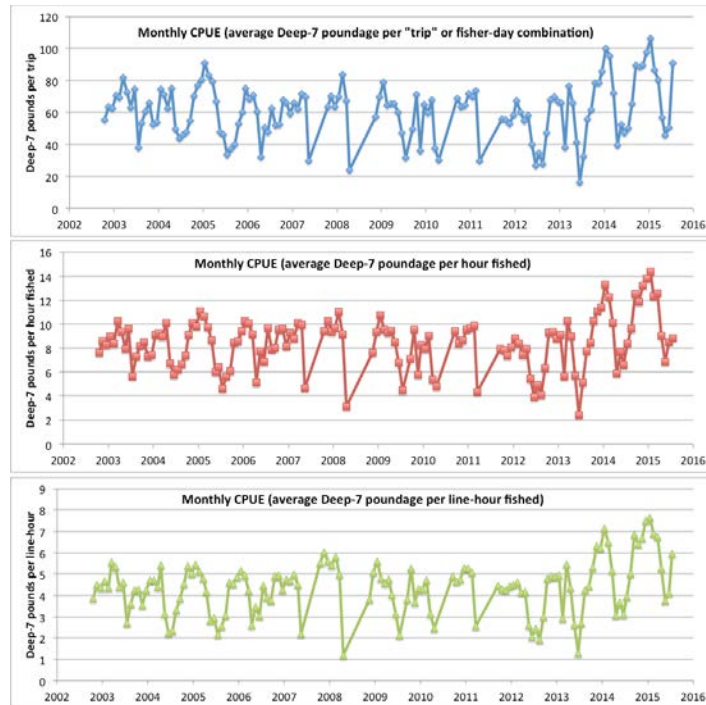 Monthly CPUE (average Deep-7 poundage per "trip" or fisher-day combination)
Deep-7 pounds per trip
120
100
80
60
40
20
0
2002 2003 2004 2005 2006 2007 2008 2009 2010 2011 2012 2013 2014 2015 2016
Monthly CPUE (average Deep-7 poundage per hour fished)
Deep-7 pounds per hour fished
16
14
12
10
8
6
4
2
0
2002 2003 2004 2005 2006 2007 2008 2009 2010 2011 2012 2013 2014 2015 2016
Monthly CPUE (average Deep-7 poundage per line-hour fished)
Deep-7 pounds per line-hour
9
8
7
6
5
4
3
2
1
0
2002 2003 2004 2005 2006 2007 2008 2009 2010 2011 2012 2013 2014 2015 2016